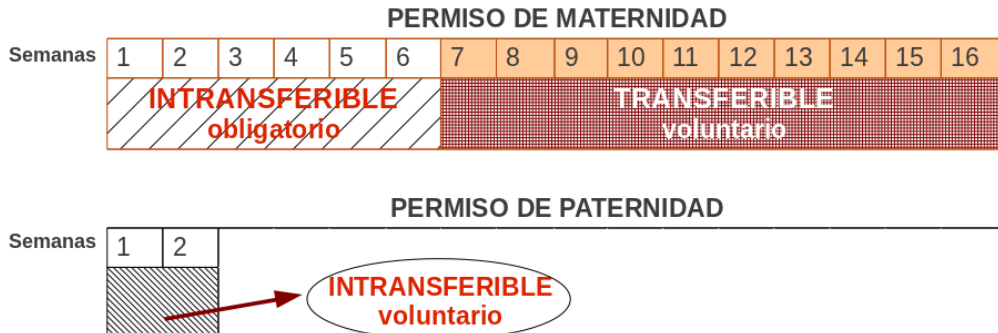 PERMISO DE MATERNIDAD
Semanas 1 2 3 4 5 6 7 8 9 10 11 12 13 14 15 16
INTRANSFERIBLE TRANSFERIBLE
obligatorio voluntario
PERMISO DE PATERNIDAD
Semanas 1 2
INTRANSFERIBLE
voluntario